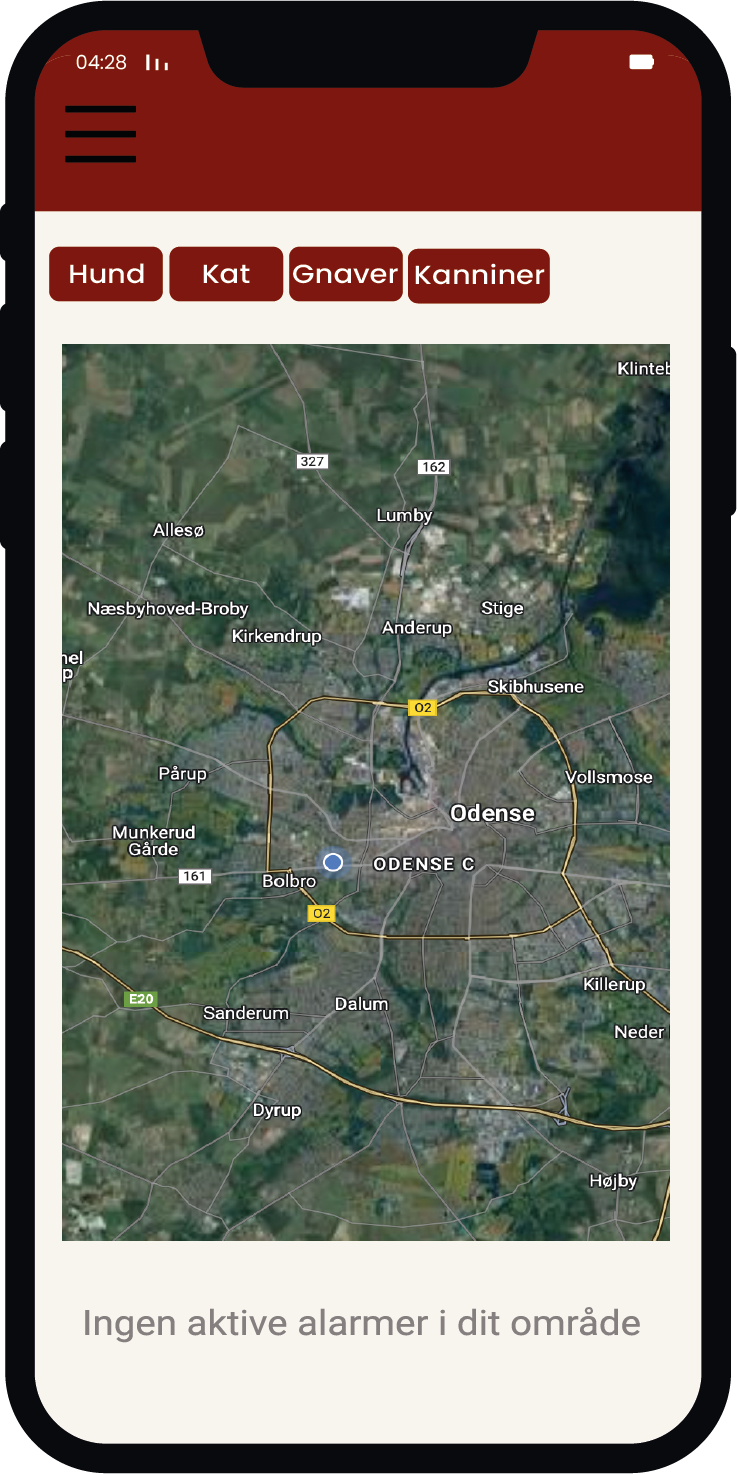 04:28
Hund Kat Gnaver Kanniner
327
162
Lumby
Allesø
Næsbyhoved-Broby
Stige
Anderup
Kirkendrup
Skibhusene
O2
Pårup
Vollsmose
Odense
Munkerud
Gårde
ODENSE C
161
Bolbro
O2
Killerup
E20
Dalum
Sanderum
Neder
Dyrup
Højby
Ingen aktive alarmer i dit område